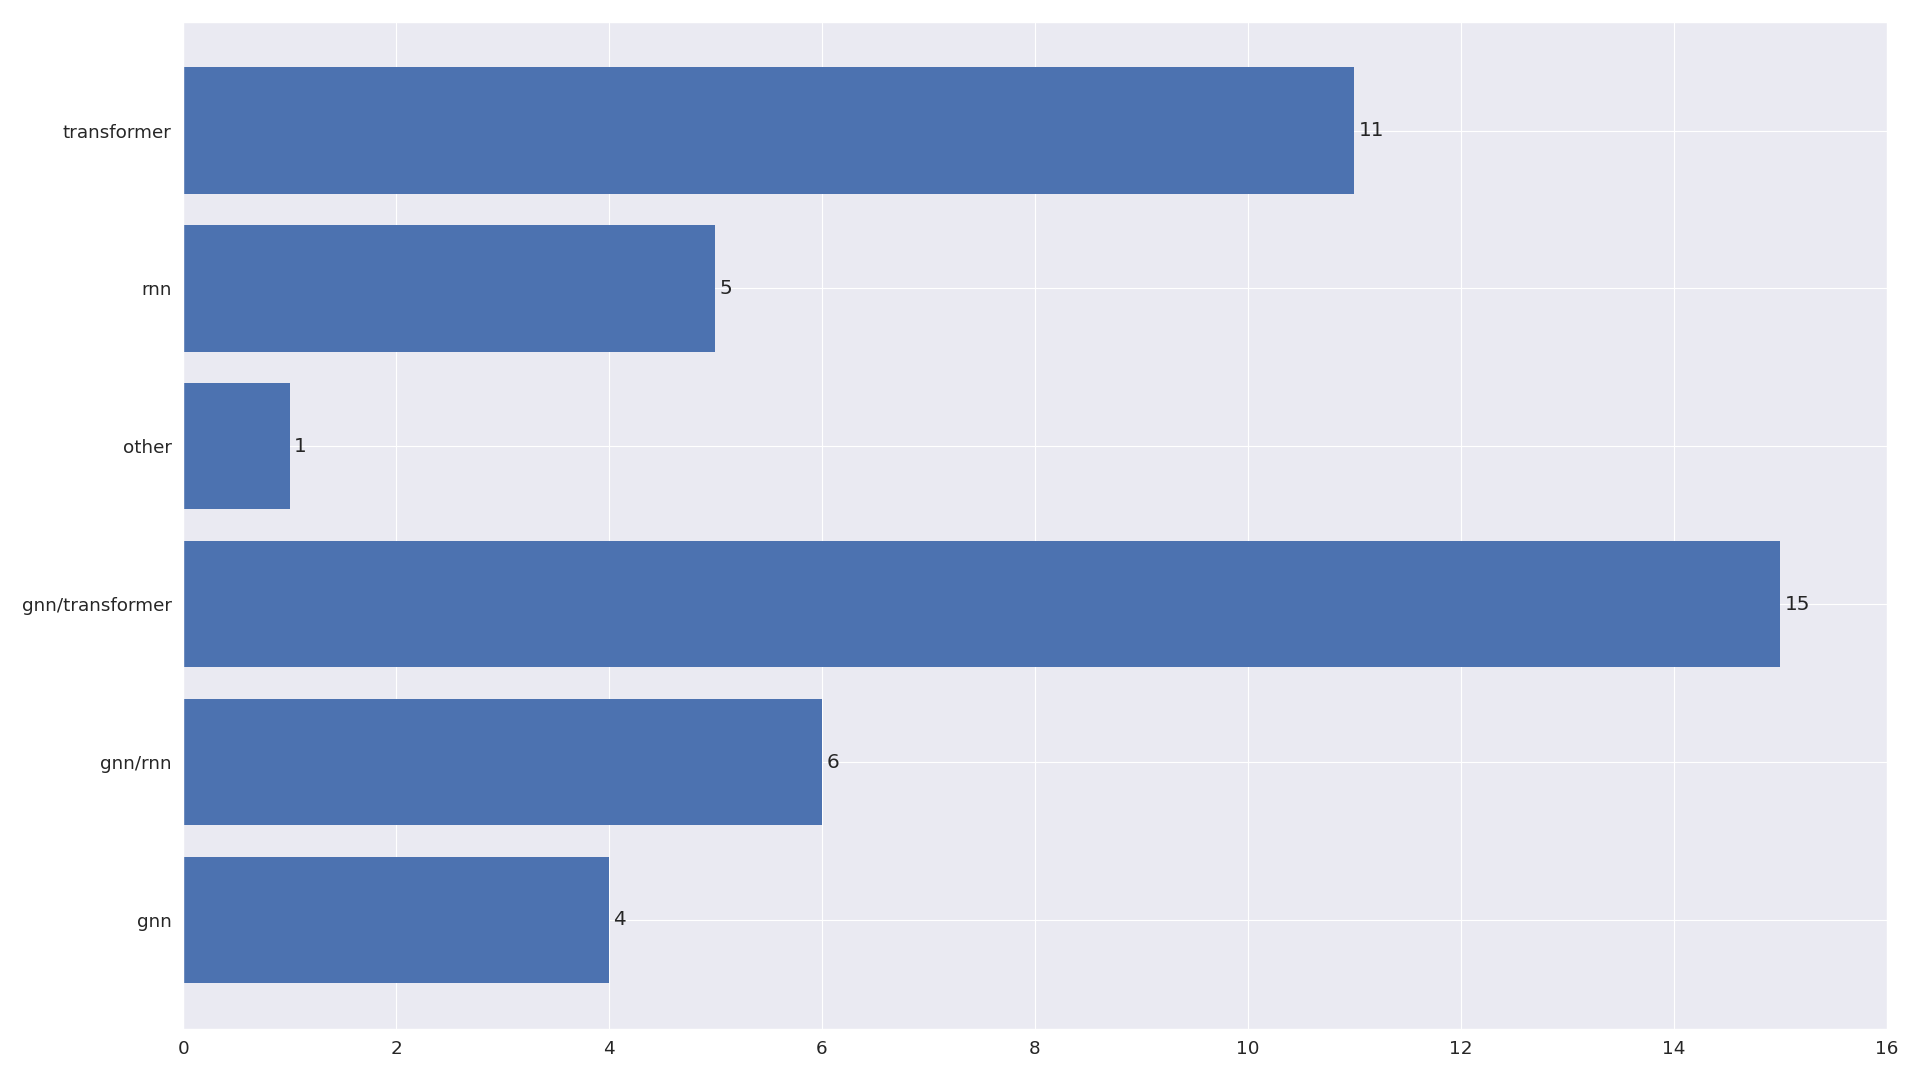 transformer 11
rnn 5
other 1
gnn/transformer 15
gnn/rnn 6
gnn 4
0 2 4 6 8 10 12 14 16